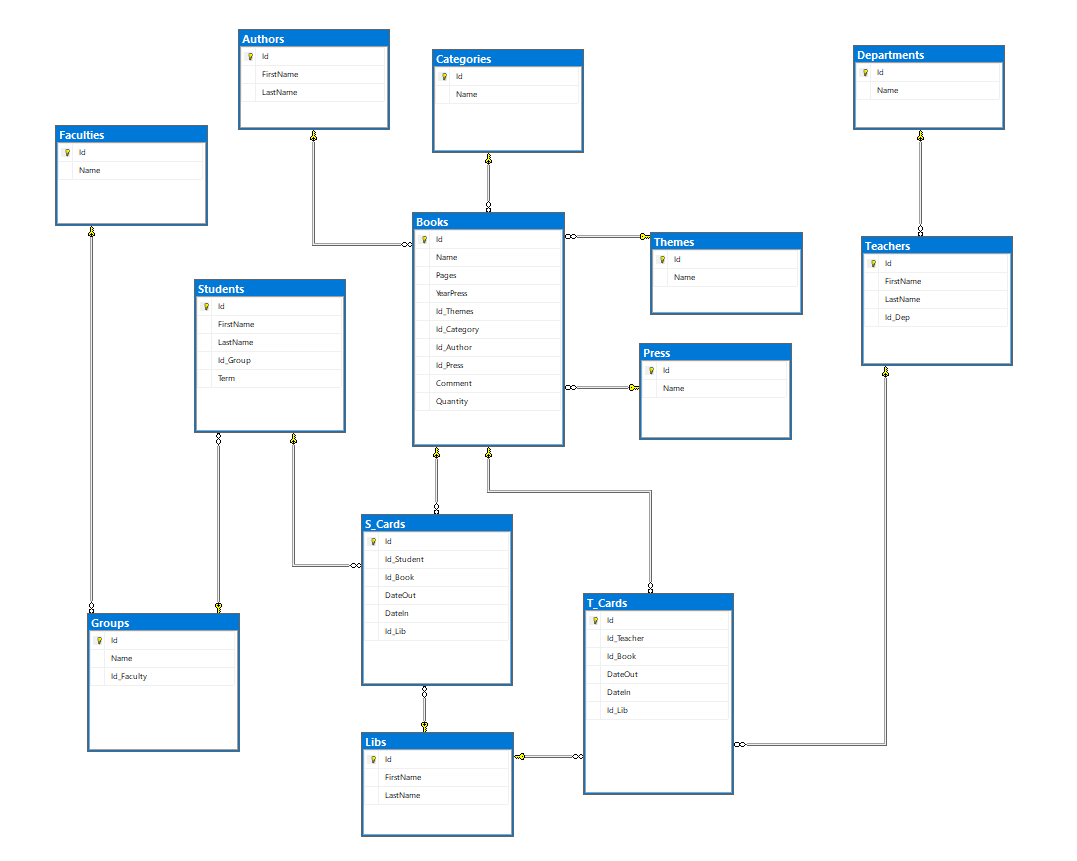 Authors
Id
FirstName
LastName
Categories
Id
Name
Departments
Id
Name
Faculties
Id
Name
Books
Id
Name
Pages
YearPress
Id_Themes
Id_Category
Id_Author
Id_Press
Comment
Quantity
Themes
Id
Name
Teachers
Id
FirstName
LastName
Id_Dep
Students
Id
FirstName
LastName
Id_Group
Term
Press
Id
Name
S_Cards
Id
Id_Student
Id_Book
DateOut
DateIn
Id_Lib
T_Cards
Id
Id_Teacher
Id_Book
DateOut
DateIn
Id_Lib
Groups
Id
Name
Id_Faculty
Libs
Id
FirstName
LastName